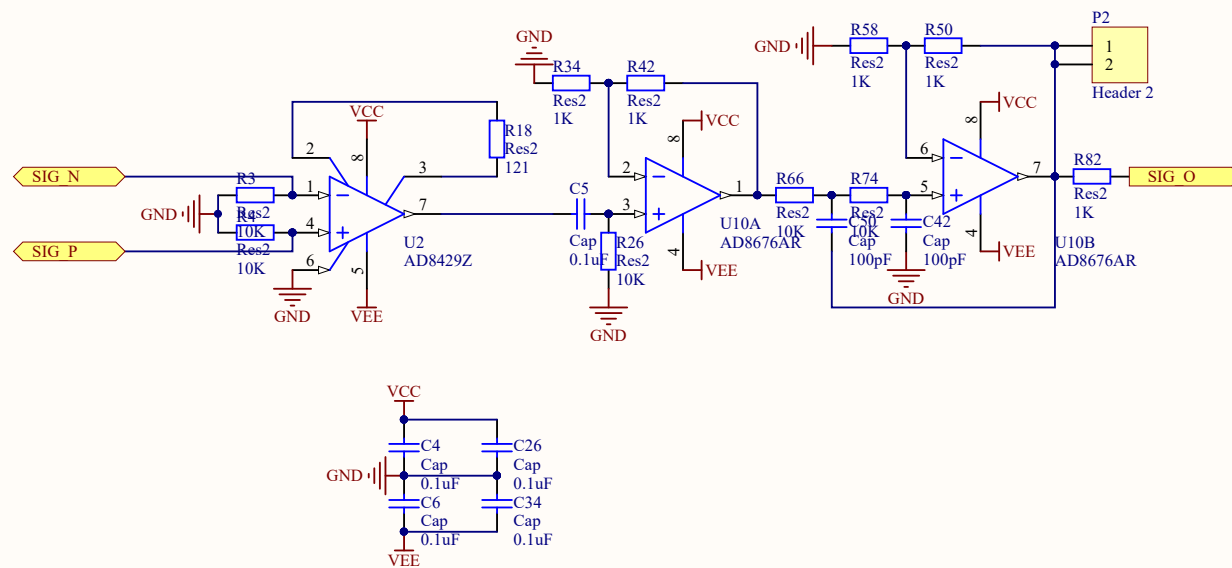 SIG_N
SIG_P
GND
R3
Res2
10K
R4
Res2
10K
2
1
4
6
VCC
8
3
7
5
VEE
GND
U2
AD8429Z
R18
Res2
121
C5
Cap
0.1uF
R26
Res2
10K
GND
GND
R34
Res2
1K
R42
Res2
1K
2
3
8
VCC
1
4
VEE
U10A
AD8676AR
R66
Res2
10K
R74
Res2
10K
C50
Cap
100pF
C42
Cap
100pF
GND
GND
R58
Res2
1K
R50
Res2
1K
6
5
8
VCC
7
4
VEE
U10B
AD8676AR
P2
1
2
Header 2
R82
Res2
1K
SIG_O
VCC
C4
Cap
0.1uF
C26
Cap
0.1uF
GND
C6
Cap
0.1uF
C34
Cap
0.1uF
VEE